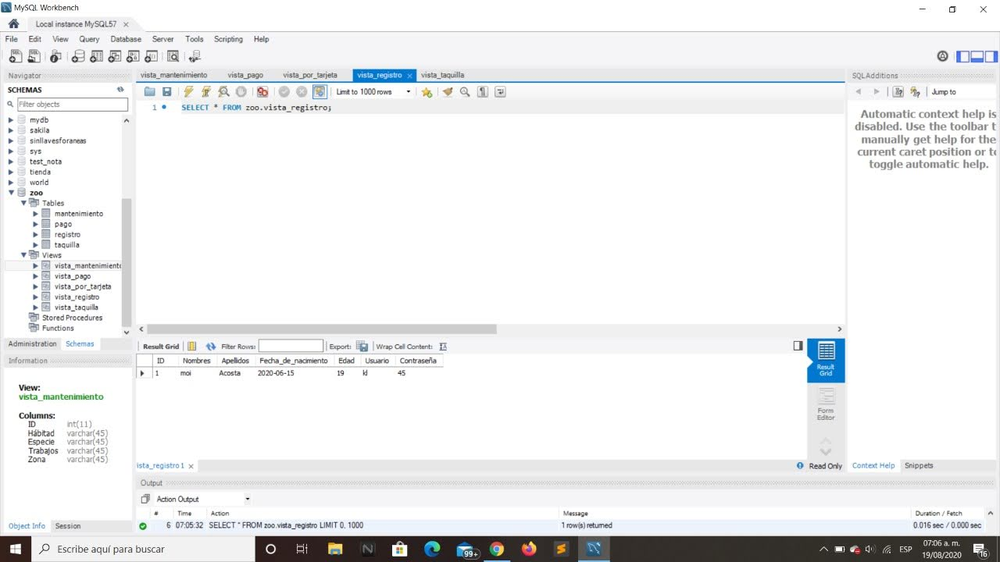 MySQL Workbench
Local instance MySQL57
File Edit View Query Database Server Tools Scripting Help
Navigator
SCHEMAS
Filter objects
mydb
sakila
sinllavesforaneas
sys
test_nota
tienda
world
zoo
Tables
mantenimiento
pago
registro
taquilla
Views
vista_mantenimiento
vista_pago
vista_por_tarjeta
vista_registro
vista_taquilla
Stored Procedures
Functions
Administration Schemas
Information
View:
vista_mantenimiento
Columns:
ID int(11)
Hábitad varchar(45)
Especie varchar(45)
Trabajos varchar(45)
Zona varchar(45)
Object Info Session
vista_mantenimiento vista_pago vista_por_tarjeta vista_registro vista_taquilla
Limit to 1000 rows
1 SELECT * FROM zoo.vista_registro;
Result Grid Filter Rows: Export: Wrap Cell Content:
ID Nombres Apellidos Fecha_de_nacimiento Edad Usuario Contraseña
1 moi Acosta 2020-06-15 19 kl 45
Result
Grid
Form
Editor
ista_registro 1
Read Only
SQLAdditions
Jump to
Automatic context help is
disabled. Use the toolbar t
manually get help for the
current caret position or to
toggle automatic help.
Context Help Snippets
Output
Action Output
# Time Action Message Duration / Fetch
6 07:05:32 SELECT * FROM zoo.vista_registro LIMIT 0, 1000 1 row(s) returned 0.016 sec / 0.000 sec
Escribe aquí para buscar
99+
ESP
07:06 a. m.
19/08/2020
16